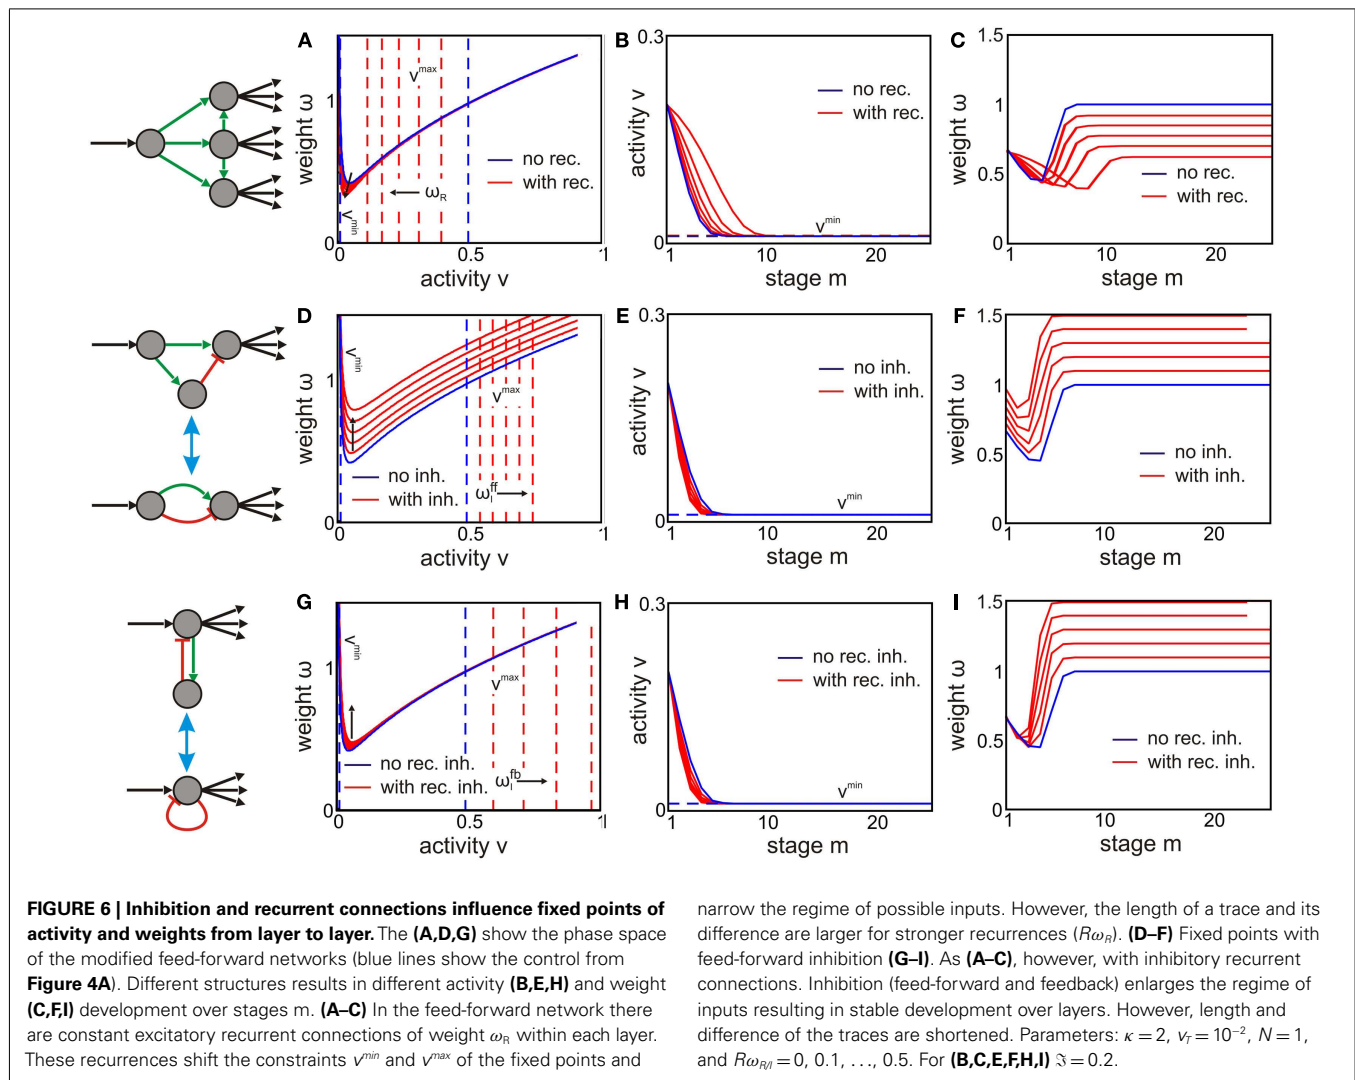 A
weight ω
1
0
v^min
v^max
ω_R
no rec.
with rec.
0
0.5
1
activity v
B
activity v
0.3
0
no rec.
with rec.
v^min
1
10
20
stage m
C
weight ω
1.5
1
0.5
0
no rec.
with rec.
1
10
20
stage m
D
weight ω
1
0
v^min
v^max
no inh.
with inh.
ω_I^ff
0
0.5
1
activity v
E
activity v
0.3
0
no inh.
with inh.
v^min
1
10
20
stage m
F
weight ω
1.5
1
0.5
0
no inh.
with inh.
1
10
20
stage m
G
weight ω
1
0
v^min
v^max
no rec. inh.
with rec. inh.
ω_I^fb
0
0.5
1
activity v
H
activity v
0.3
0
no rec. inh.
with rec. inh.
v^min
1
10
20
stage m
I
weight ω
1.5
1
0.5
0
no rec. inh.
with rec. inh.
1
10
20
stage m
FIGURE 6 | Inhibition and recurrent connections influence fixed points of
activity and weights from layer to layer. The (A,D,G) show the phase space
of the modified feed-forward networks (blue lines show the control from
Figure 4A). Different structures results in different activity (B,E,H) and weight
(C,F,I) development over stages m. (A–C) In the feed-forward network there
are constant excitatory recurrent connections of weight ω_R within each layer.
These recurrences shift the constraints v^min and v^max of the fixed points and
narrow the regime of possible inputs. However, the length of a trace and its
difference are larger for stronger recurrences (Rω_R). (D–F) Fixed points with
feed-forward inhibition (G–I). As (A–C), however, with inhibitory recurrent
connections. Inhibition (feed-forward and feedback) enlarges the regime of
inputs resulting in stable development over layers. However, length and
difference of the traces are shortened. Parameters: κ = 2, v_T = 10⁻², N = 1,
and Rω_R/I = 0, 0.1, …, 0.5. For (B,C,E,F,H,I) ℑ = 0.2.